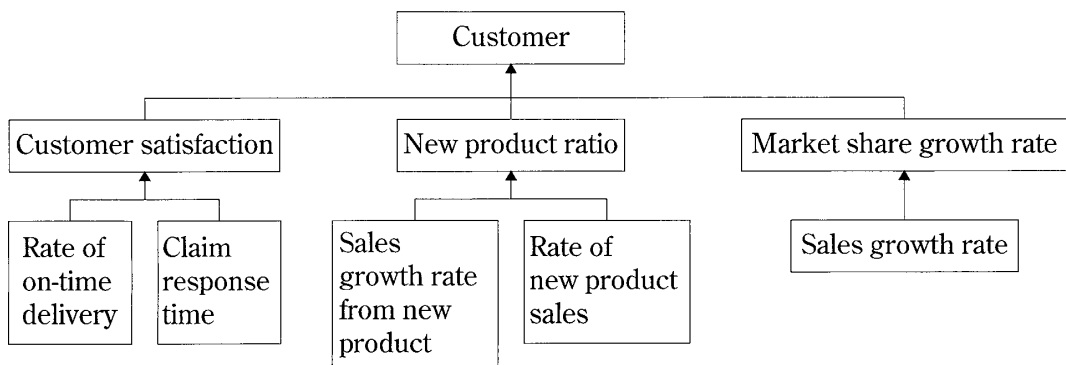 Customer
Customer satisfaction
New product ratio
Market share growth rate
Rate of
on-time
delivery
Claim
response
time
Sales
growth rate
from new
product
Rate of
new product
sales
Sales growth rate